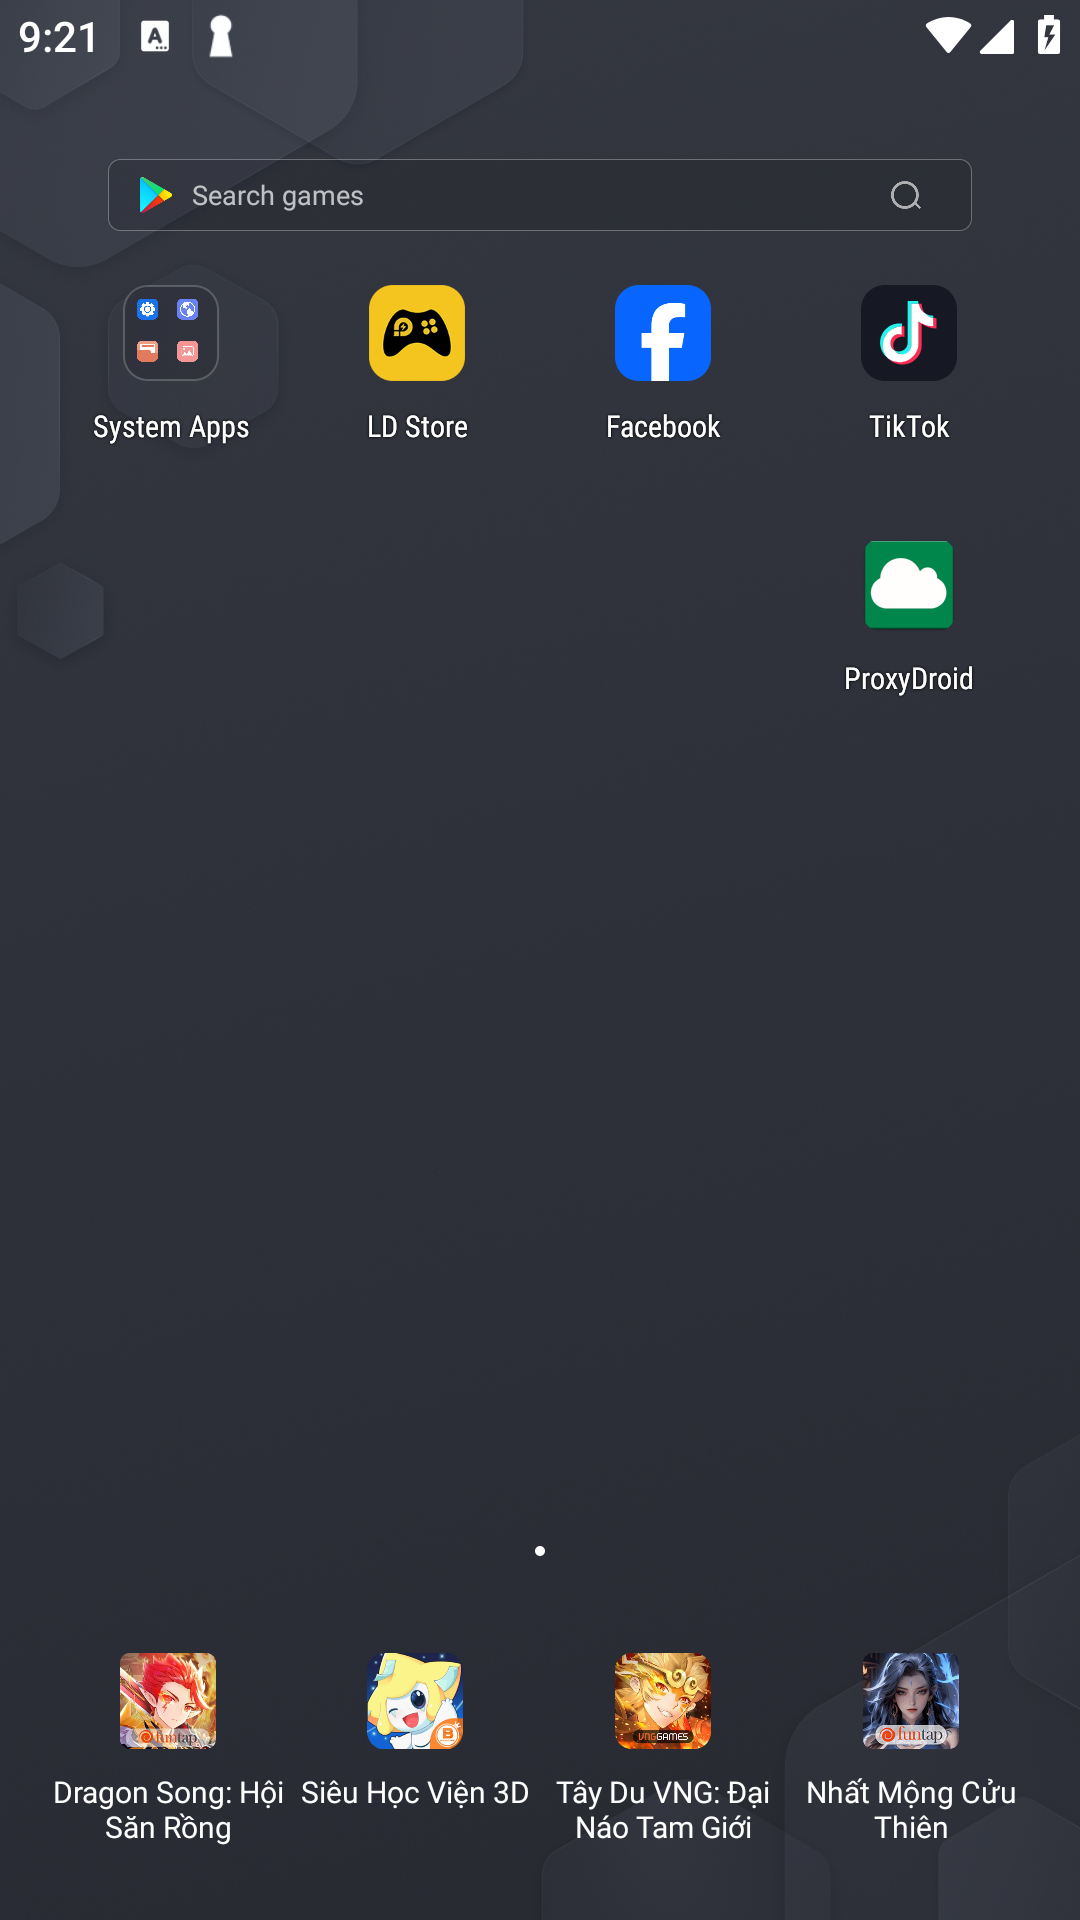 9:21
Search games
System Apps
LD Store
Facebook
TikTok
ProxyDroid
funtap
B
VNGGAMES
funtap
Dragon Song: Hội
Săn Rồng
Siêu Học Viện 3D
Tây Du VNG: Đại
Náo Tam Giới
Nhất Mộng Cửu
Thiên